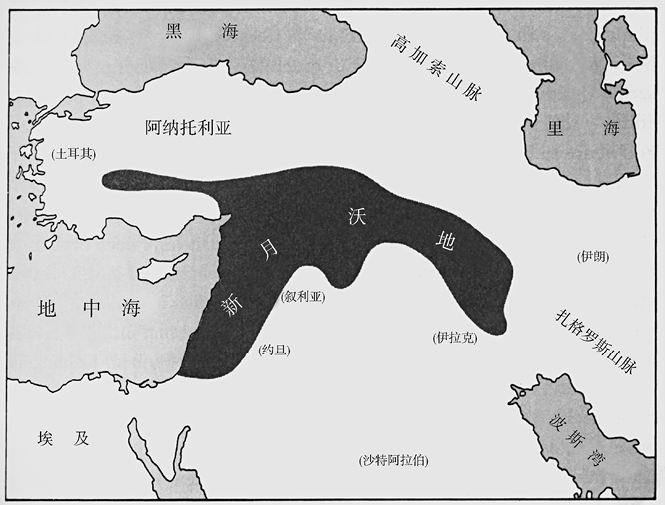 黑海
高加索山脉
阿纳托利亚
里海
(土耳其)
新月沃地
(伊朗)
地中海
(叙利亚)
(伊拉克)
扎格罗斯山脉
(约旦)
埃及
(沙特阿拉伯)
波斯湾